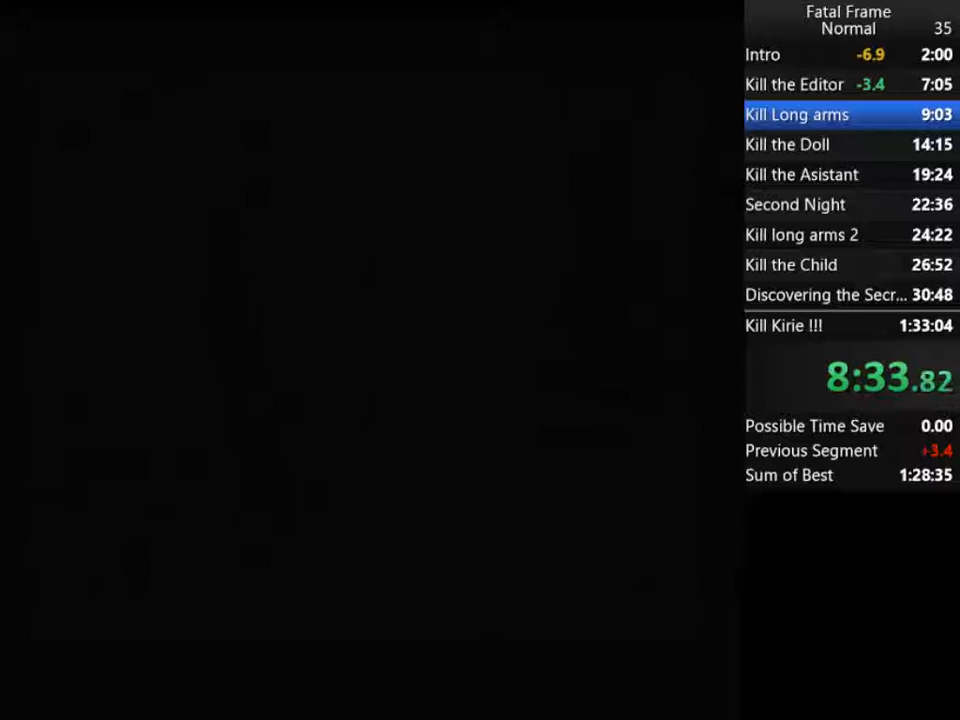 Fatal Frame
Normal 35
Intro -6.9 2:00
Kill the Editor -3.4 7:05
Kill Long arms 9:03
Kill the Doll 14:15
Kill the Asistant 19:24
Second Night 22:36
Kill long arms 2 24:22
Kill the Child 26:52
Discovering the Secr... 30:48
Kill Kirie !!! 1:33:04
8:33.82
Possible Time Save 0.00
Previous Segment +3.4
Sum of Best 1:28:35